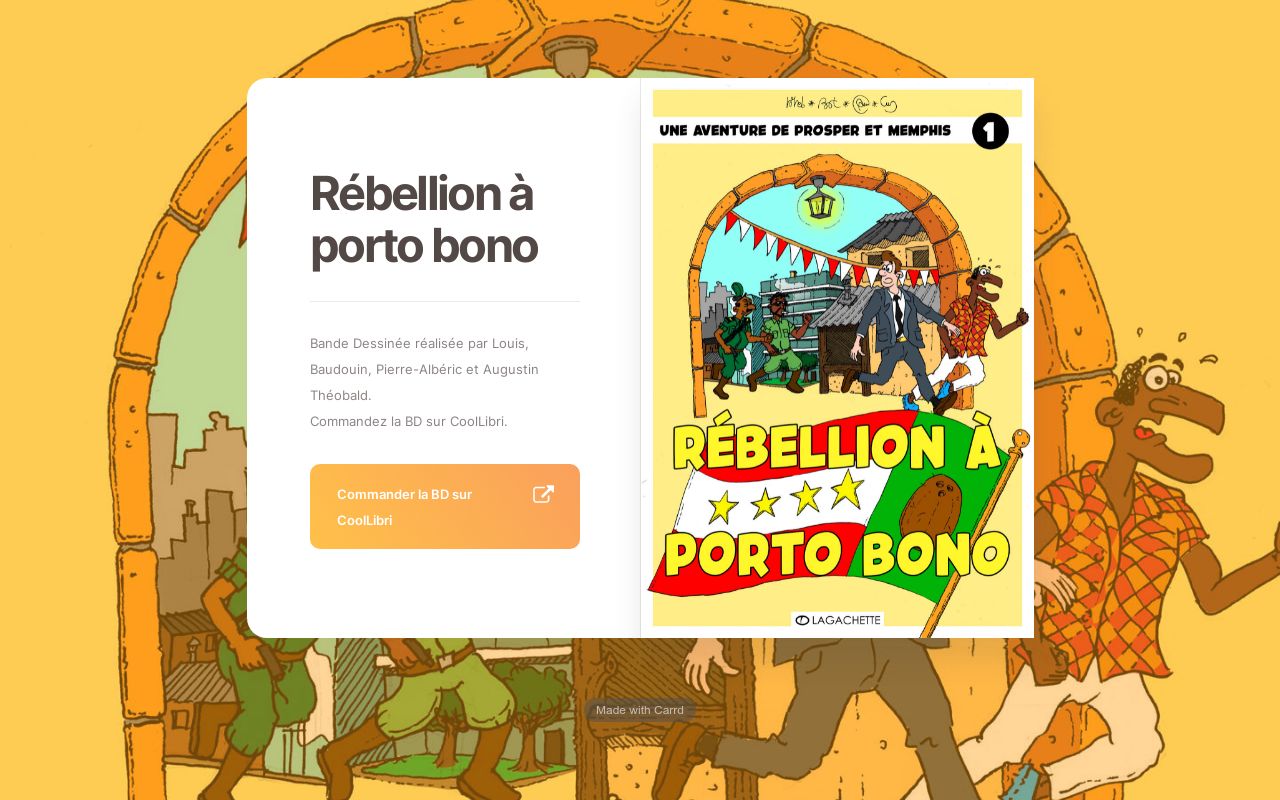 Rébellion à
porto bono
Bande Dessinée réalisée par Louis,
Baudouin, Pierre-Albéric et Augustin
Théobald.
Commandez la BD sur CoolLibri.
Commander la BD sur
CoolLibri
UNE AVENTURE DE PROSPER ET MEMPHIS
1
RÉBELLION À
PORTO BONO
LAGACHETTE
Made with Carrd